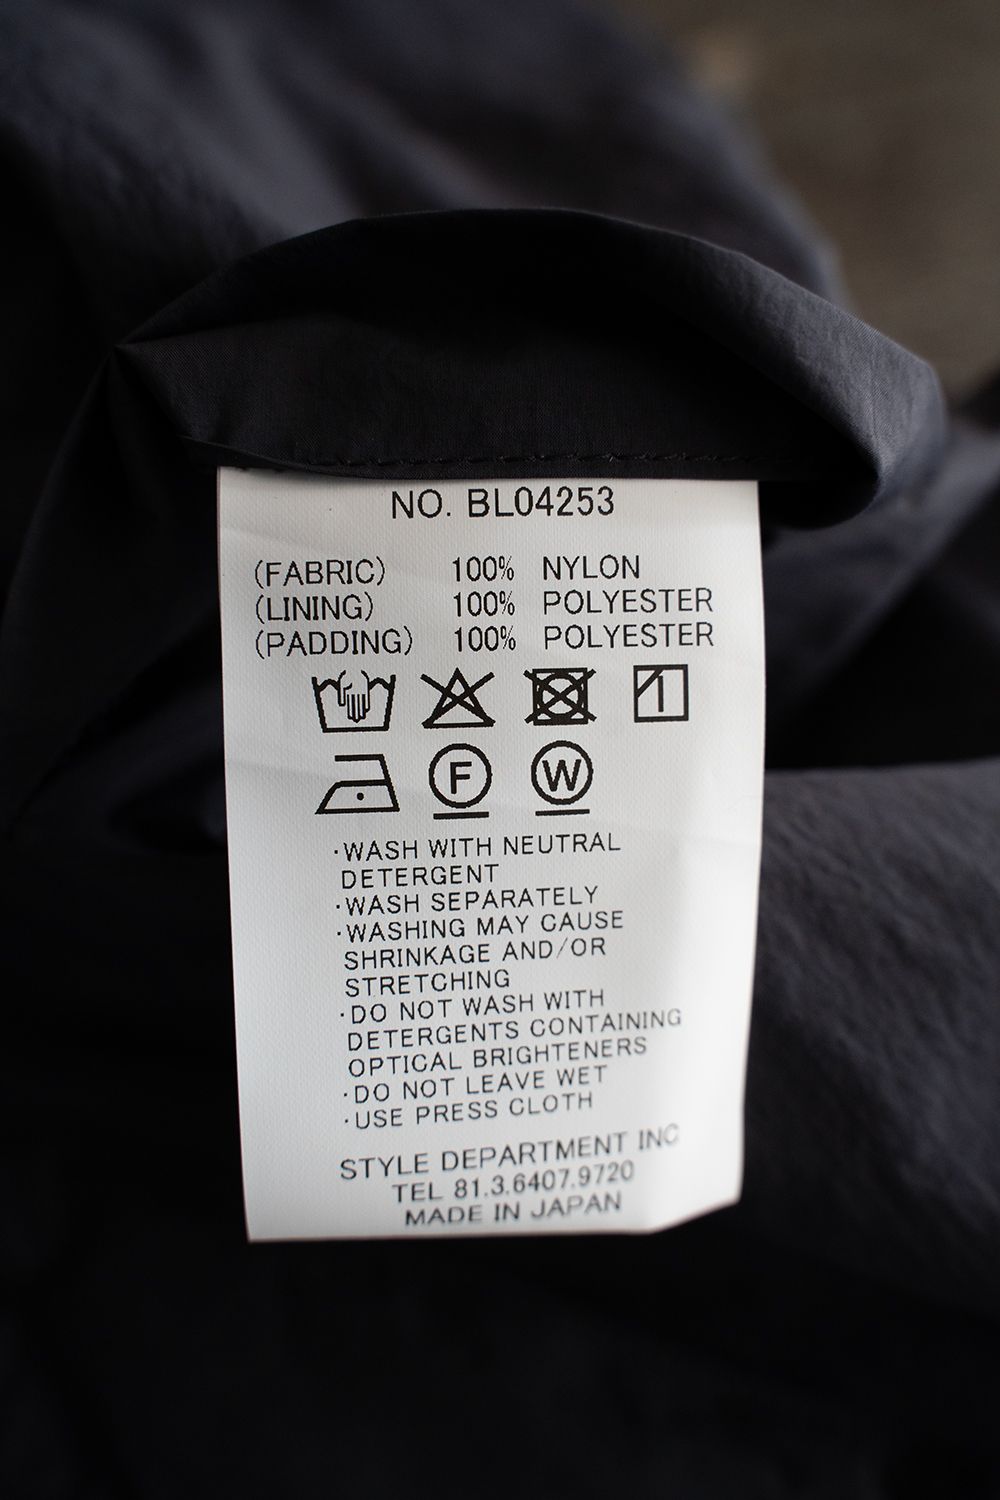 NO. BL04253
(FABRIC) 100% NYLON
(LINING) 100% POLYESTER
(PADDING) 100% POLYESTER
F W
·WASH WITH NEUTRAL
DETERGENT
·WASH SEPARATELY
·WASHING MAY CAUSE
SHRINKAGE AND/OR
STRETCHING
·DO NOT WASH WITH
DETERGENTS CONTAINING
OPTICAL BRIGHTENERS
·DO NOT LEAVE WET
·USE PRESS CLOTH
STYLE DEPARTMENT INC
TEL 81.3.6407.9720
MADE IN JAPAN